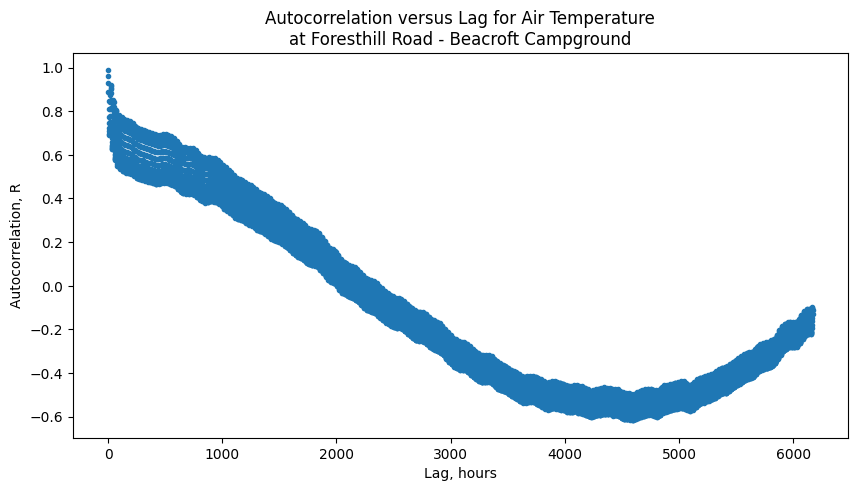 Autocorrelation versus Lag for Air Temperature
at Foresthill Road - Beacroft Campground
1.0
0.8
0.6
0.4
0.2
0.0
−0.2
−0.4
−0.6
Autocorrelation, R
0 1000 2000 3000 4000 5000 6000
Lag, hours